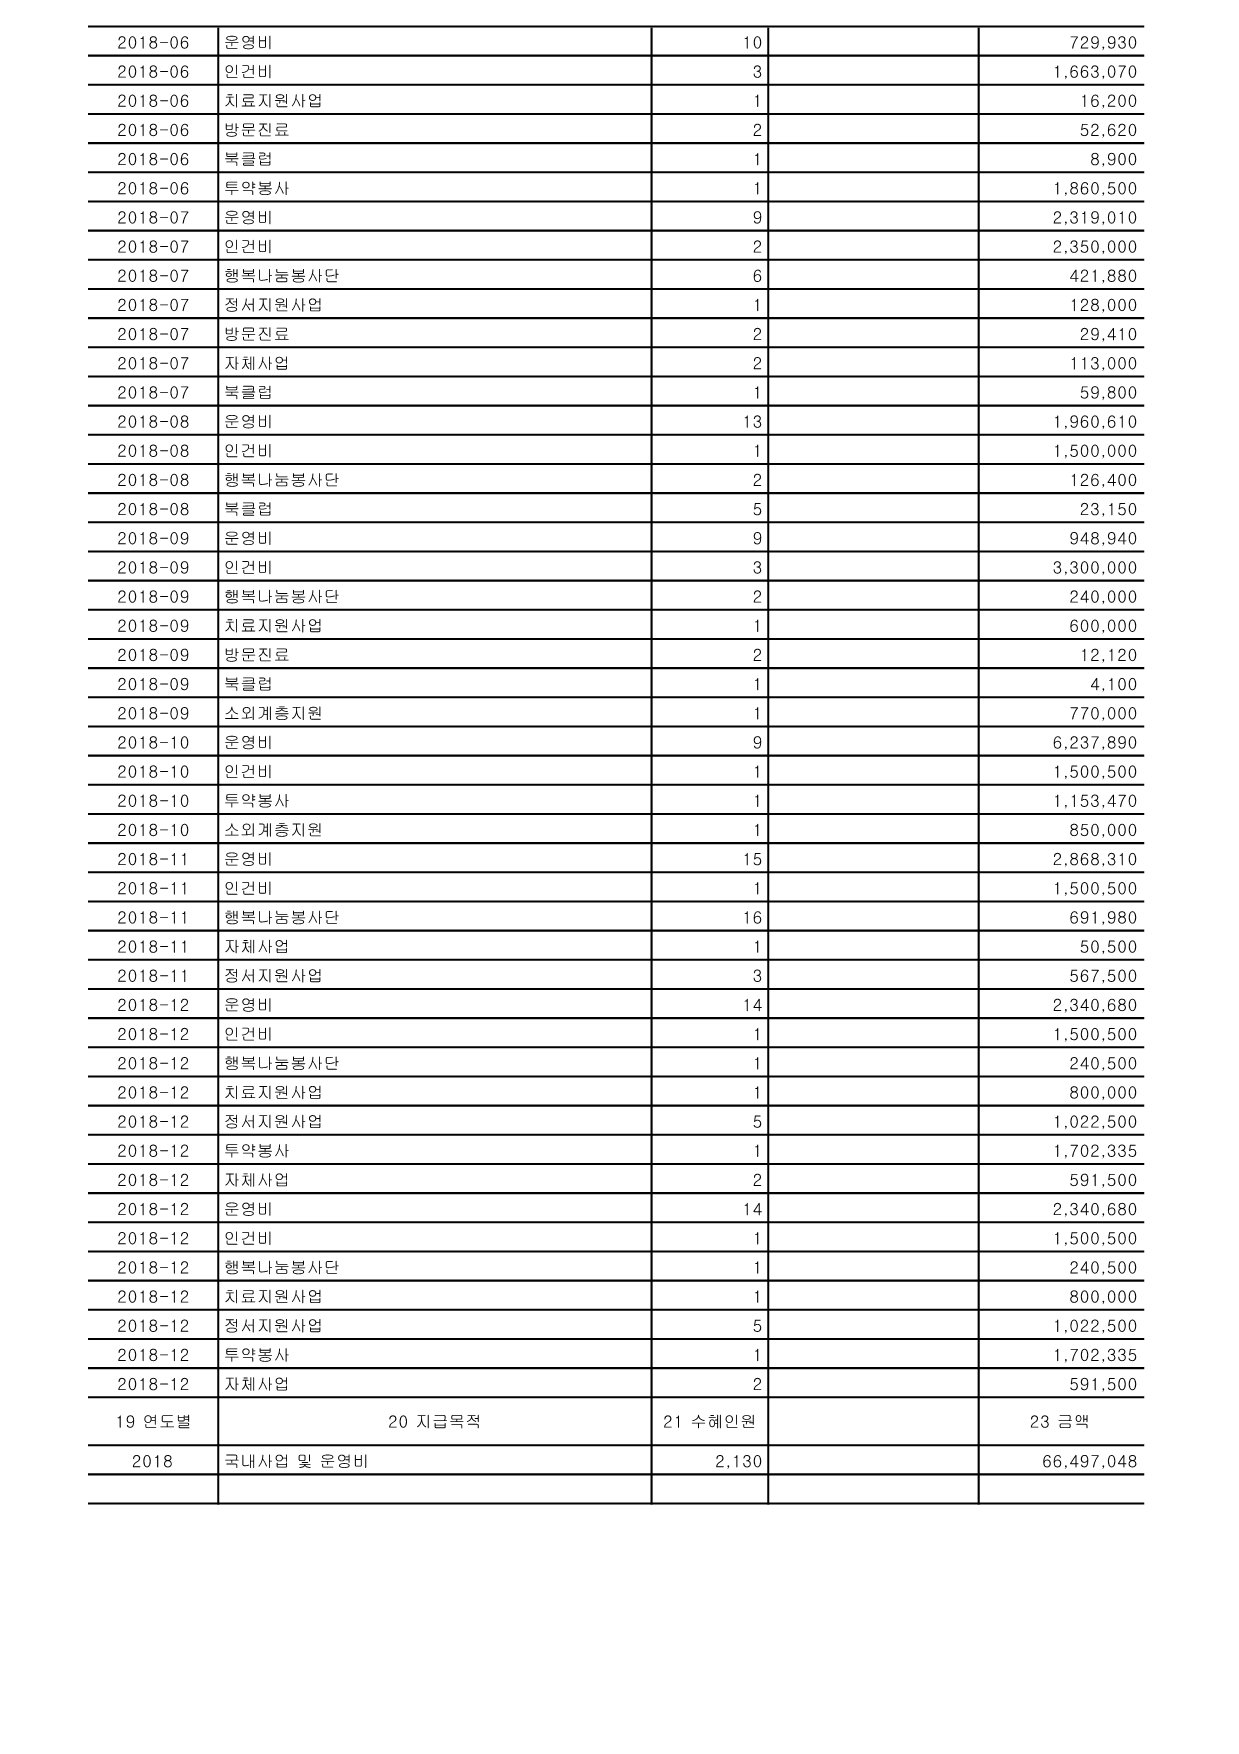 2018-06 운영비 10 729,930
2018-06 인건비 3 1,663,070
2018-06 치료지원사업 1 16,200
2018-06 방문진료 2 52,620
2018-06 북클럽 1 8,900
2018-06 투약봉사 1 1,860,500
2018-07 운영비 9 2,319,010
2018-07 인건비 2 2,350,000
2018-07 행복나눔봉사단 6 421,880
2018-07 정서지원사업 1 128,000
2018-07 방문진료 2 29,410
2018-07 자체사업 2 113,000
2018-07 북클럽 1 59,800
2018-08 운영비 13 1,960,610
2018-08 인건비 1 1,500,000
2018-08 행복나눔봉사단 2 126,400
2018-08 북클럽 5 23,150
2018-09 운영비 9 948,940
2018-09 인건비 3 3,300,000
2018-09 행복나눔봉사단 2 240,000
2018-09 치료지원사업 1 600,000
2018-09 방문진료 2 12,120
2018-09 북클럽 1 4,100
2018-09 소외계층지원 1 770,000
2018-10 운영비 9 6,237,890
2018-10 인건비 1 1,500,500
2018-10 투약봉사 1 1,153,470
2018-10 소외계층지원 1 850,000
2018-11 운영비 15 2,868,310
2018-11 인건비 1 1,500,500
2018-11 행복나눔봉사단 16 691,980
2018-11 자체사업 1 50,500
2018-11 정서지원사업 3 567,500
2018-12 운영비 14 2,340,680
2018-12 인건비 1 1,500,500
2018-12 행복나눔봉사단 1 240,500
2018-12 치료지원사업 1 800,000
2018-12 정서지원사업 5 1,022,500
2018-12 투약봉사 1 1,702,335
2018-12 자체사업 2 591,500
2018-12 운영비 14 2,340,680
2018-12 인건비 1 1,500,500
2018-12 행복나눔봉사단 1 240,500
2018-12 치료지원사업 1 800,000
2018-12 정서지원사업 5 1,022,500
2018-12 투약봉사 1 1,702,335
2018-12 자체사업 2 591,500
19 연도별 20 지급목적 21 수혜인원 23 금액
2018 국내사업 및 운영비 2,130 66,497,048